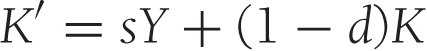 K′ = sY + (1 − d)K